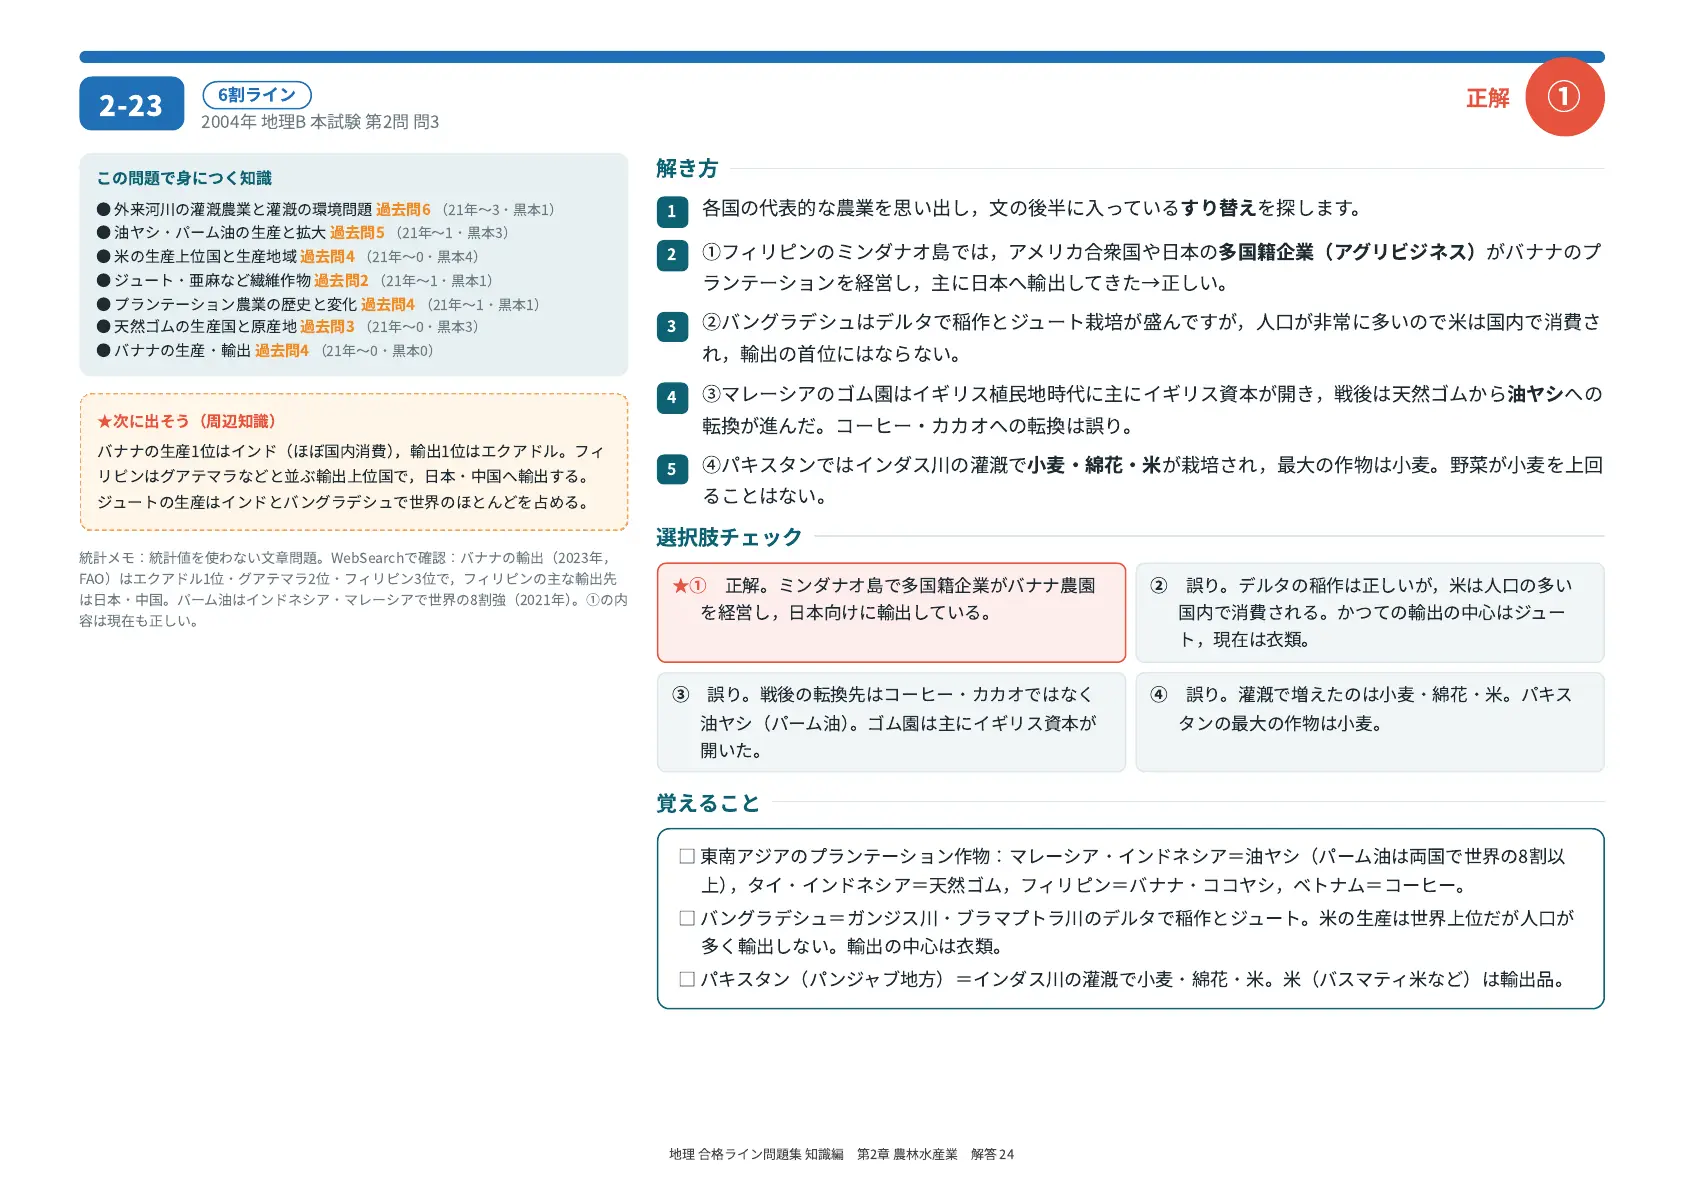 2-23
6割ライン
2004年 地理B 本試験 第2問 問3
正解 ①
この問題で身につく知識
● 外来河川の灌漑農業と灌漑の環境問題 過去問6 （21年～3・黒本1）
● 油ヤシ・パーム油の生産と拡大 過去問5 （21年～1・黒本3）
● 米の生産上位国と生産地域 過去問4 （21年～0・黒本4）
● ジュート・亜麻など繊維作物 過去問2 （21年～1・黒本1）
● プランテーション農業の歴史と変化 過去問4 （21年～1・黒本1）
● 天然ゴムの生産国と原産地 過去問3 （21年～0・黒本3）
● バナナの生産・輸出 過去問4 （21年～0・黒本0）
★次に出そう（周辺知識）
バナナの生産1位はインド（ほぼ国内消費），輸出1位はエクアドル。フィ
リピンはグアテマラなどと並ぶ輸出上位国で，日本・中国へ輸出する。
ジュートの生産はインドとバングラデシュで世界のほとんどを占める。
統計メモ：統計値を使わない文章問題。WebSearchで確認：バナナの輸出（2023年，
FAO）はエクアドル1位・グアテマラ2位・フィリピン3位で，フィリピンの主な輸出先
は日本・中国。パーム油はインドネシア・マレーシアで世界の8割強（2021年）。①の内
容は現在も正しい。
解き方
1 各国の代表的な農業を思い出し，文の後半に入っているすり替えを探します。
2 ①フィリピンのミンダナオ島では，アメリカ合衆国や日本の多国籍企業（アグリビジネス）がバナナのプ
ランテーションを経営し，主に日本へ輸出してきた→正しい。
3 ②バングラデシュはデルタで稲作とジュート栽培が盛んですが，人口が非常に多いので米は国内で消費さ
れ，輸出の首位にはならない。
4 ③マレーシアのゴム園はイギリス植民地時代に主にイギリス資本が開き，戦後は天然ゴムから油ヤシへの
転換が進んだ。コーヒー・カカオへの転換は誤り。
5 ④パキスタンではインダス川の灌漑で小麦・綿花・米が栽培され，最大の作物は小麦。野菜が小麦を上回
ることはない。
選択肢チェック
★① 正解。ミンダナオ島で多国籍企業がバナナ農園
を経営し，日本向けに輸出している。
② 誤り。デルタの稲作は正しいが，米は人口の多い
国内で消費される。かつての輸出の中心はジュー
ト，現在は衣類。
③ 誤り。戦後の転換先はコーヒー・カカオではなく
油ヤシ（パーム油）。ゴム園は主にイギリス資本が
開いた。
④ 誤り。灌漑で増えたのは小麦・綿花・米。パキス
タンの最大の作物は小麦。
覚えること
□ 東南アジアのプランテーション作物：マレーシア・インドネシア＝油ヤシ（パーム油は両国で世界の8割以
上），タイ・インドネシア＝天然ゴム，フィリピン＝バナナ・ココヤシ，ベトナム＝コーヒー。
□ バングラデシュ＝ガンジス川・ブラマプトラ川のデルタで稲作とジュート。米の生産は世界上位だが人口が
多く輸出しない。輸出の中心は衣類。
□ パキスタン（パンジャブ地方）＝インダス川の灌漑で小麦・綿花・米。米（バスマティ米など）は輸出品。
地理 合格ライン問題集 知識編 第2章 農林水産業 解答 24